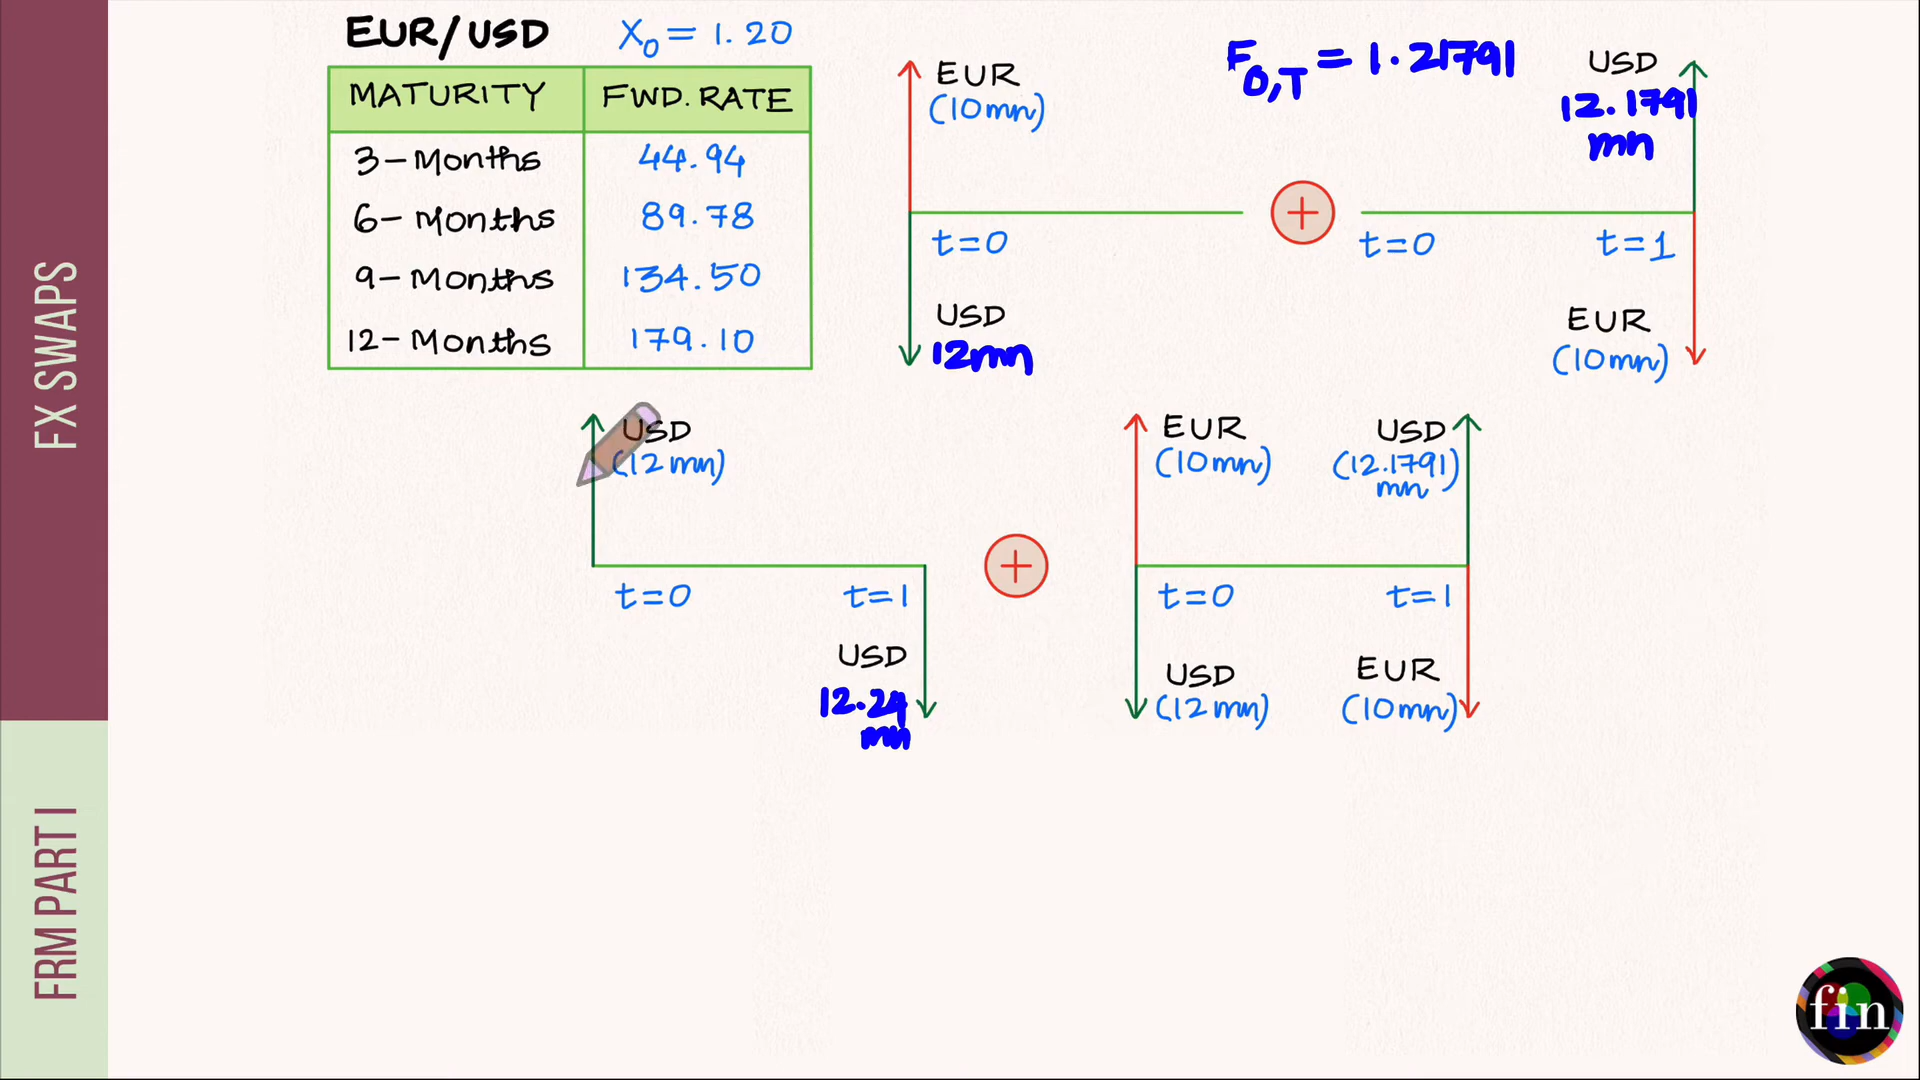 FX SWAPS
FRM PART I
EUR/USD X₀ = 1.20
MATURITY FWD. RATE
3-Months 44.94
6-Months 89.78
9-Months 134.50
12-Months 179.10
EUR
(10mn)
t=0
USD
12mn
F₀,T = 1.21791
+
USD
12.1791
mn
t=0 t=1
EUR
(10mn)
USD
(12mn)
t=0 t=1
USD
12.24
mn
+
EUR
(10mn)
USD
(12.1791)
mn
t=0 t=1
USD
(12mn)
EUR
(10mn)
fin